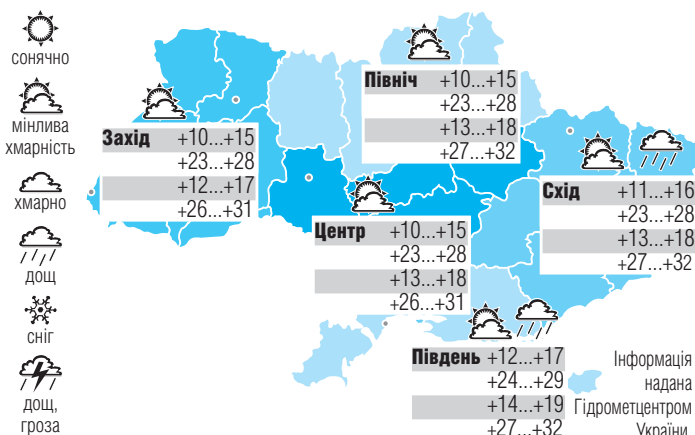 сонячно
мінлива
хмарність
хмарно
дощ
сніг
дощ,
гроза
Північ +10...+15
+23...+28
+13...+18
+27...+32
Захід +10...+15
+23...+28
+12...+17
+26...+31
Схід +11...+16
+23...+28
+13...+18
+27...+32
Центр +10...+15
+23...+28
+13...+18
+26...+31
Південь +12...+17
+24...+29
+14...+19
+27...+32
Інформація
надана
Гідрометцентром
України